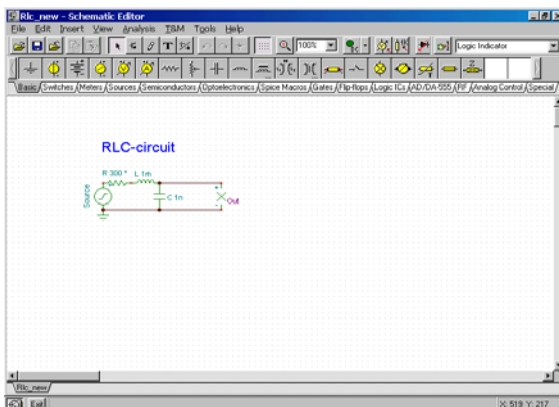 Rlc_new - Schematic Editor
File Edit Insert View Analysis T&M Tools Help
100% Logic Indicator
Basic Switches Meters Sources Semiconductors Optoelectronics Spice Macros Gates Flip-flops Logic ICs AD/DA-555 RF Analog Control Special
RLC-circuit
R 300 * L 1m
Source
C 1n
Out
Rlc_new
Exit X: 519 Y: 217